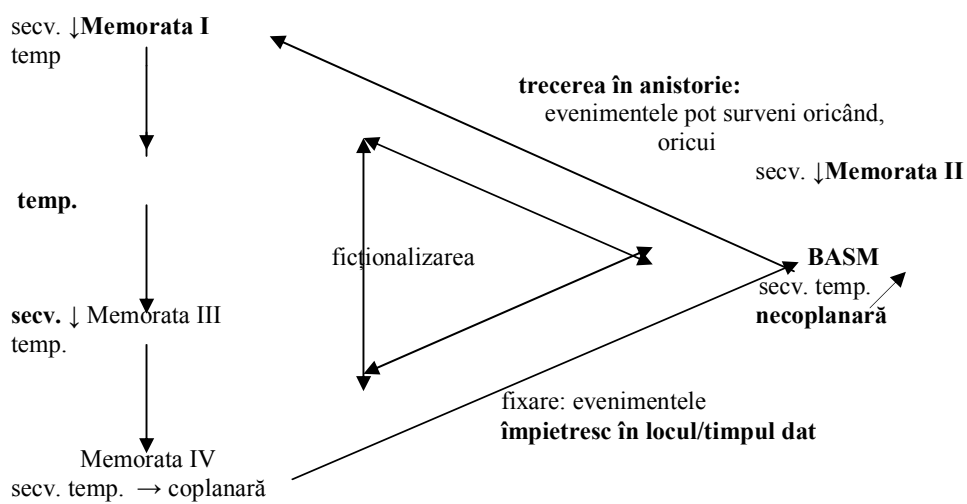 secv. ↓Memorata I
temp
trecerea în anistorie:
evenimentele pot surveni oricând,
oricui
secv. ↓Memorata II
temp.
ficționalizarea
BASM
secv. temp.
necoplanară
secv. ↓ Memorata III
temp.
fixare: evenimentele
împietresc în locul/timpul dat
Memorata IV
secv. temp. → coplanară